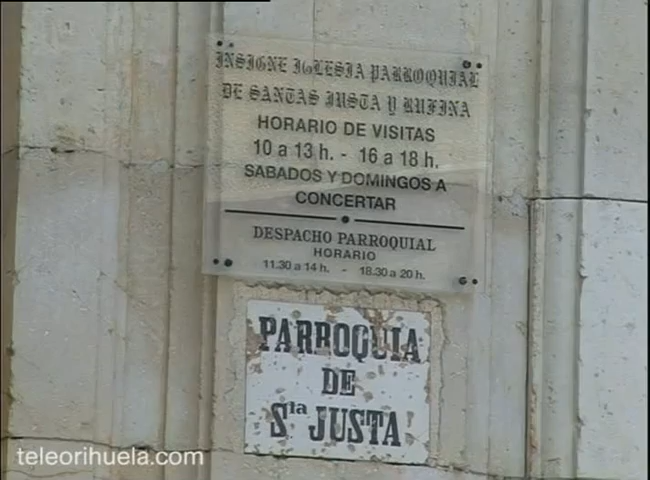 INSIGNE IGLESIA PARROQUIAL
DE SANTAS JUSTA Y RUFINA
HORARIO DE VISITAS
10 a 13 h. - 16 a 18 h.
SABADOS Y DOMINGOS A
CONCERTAR
DESPACHO PARROQUIAL
HORARIO
11.30 a 14 h. - 18.30 a 20 h.
PARROQUIA
DE
Sta JUSTA
teleorihuela.com